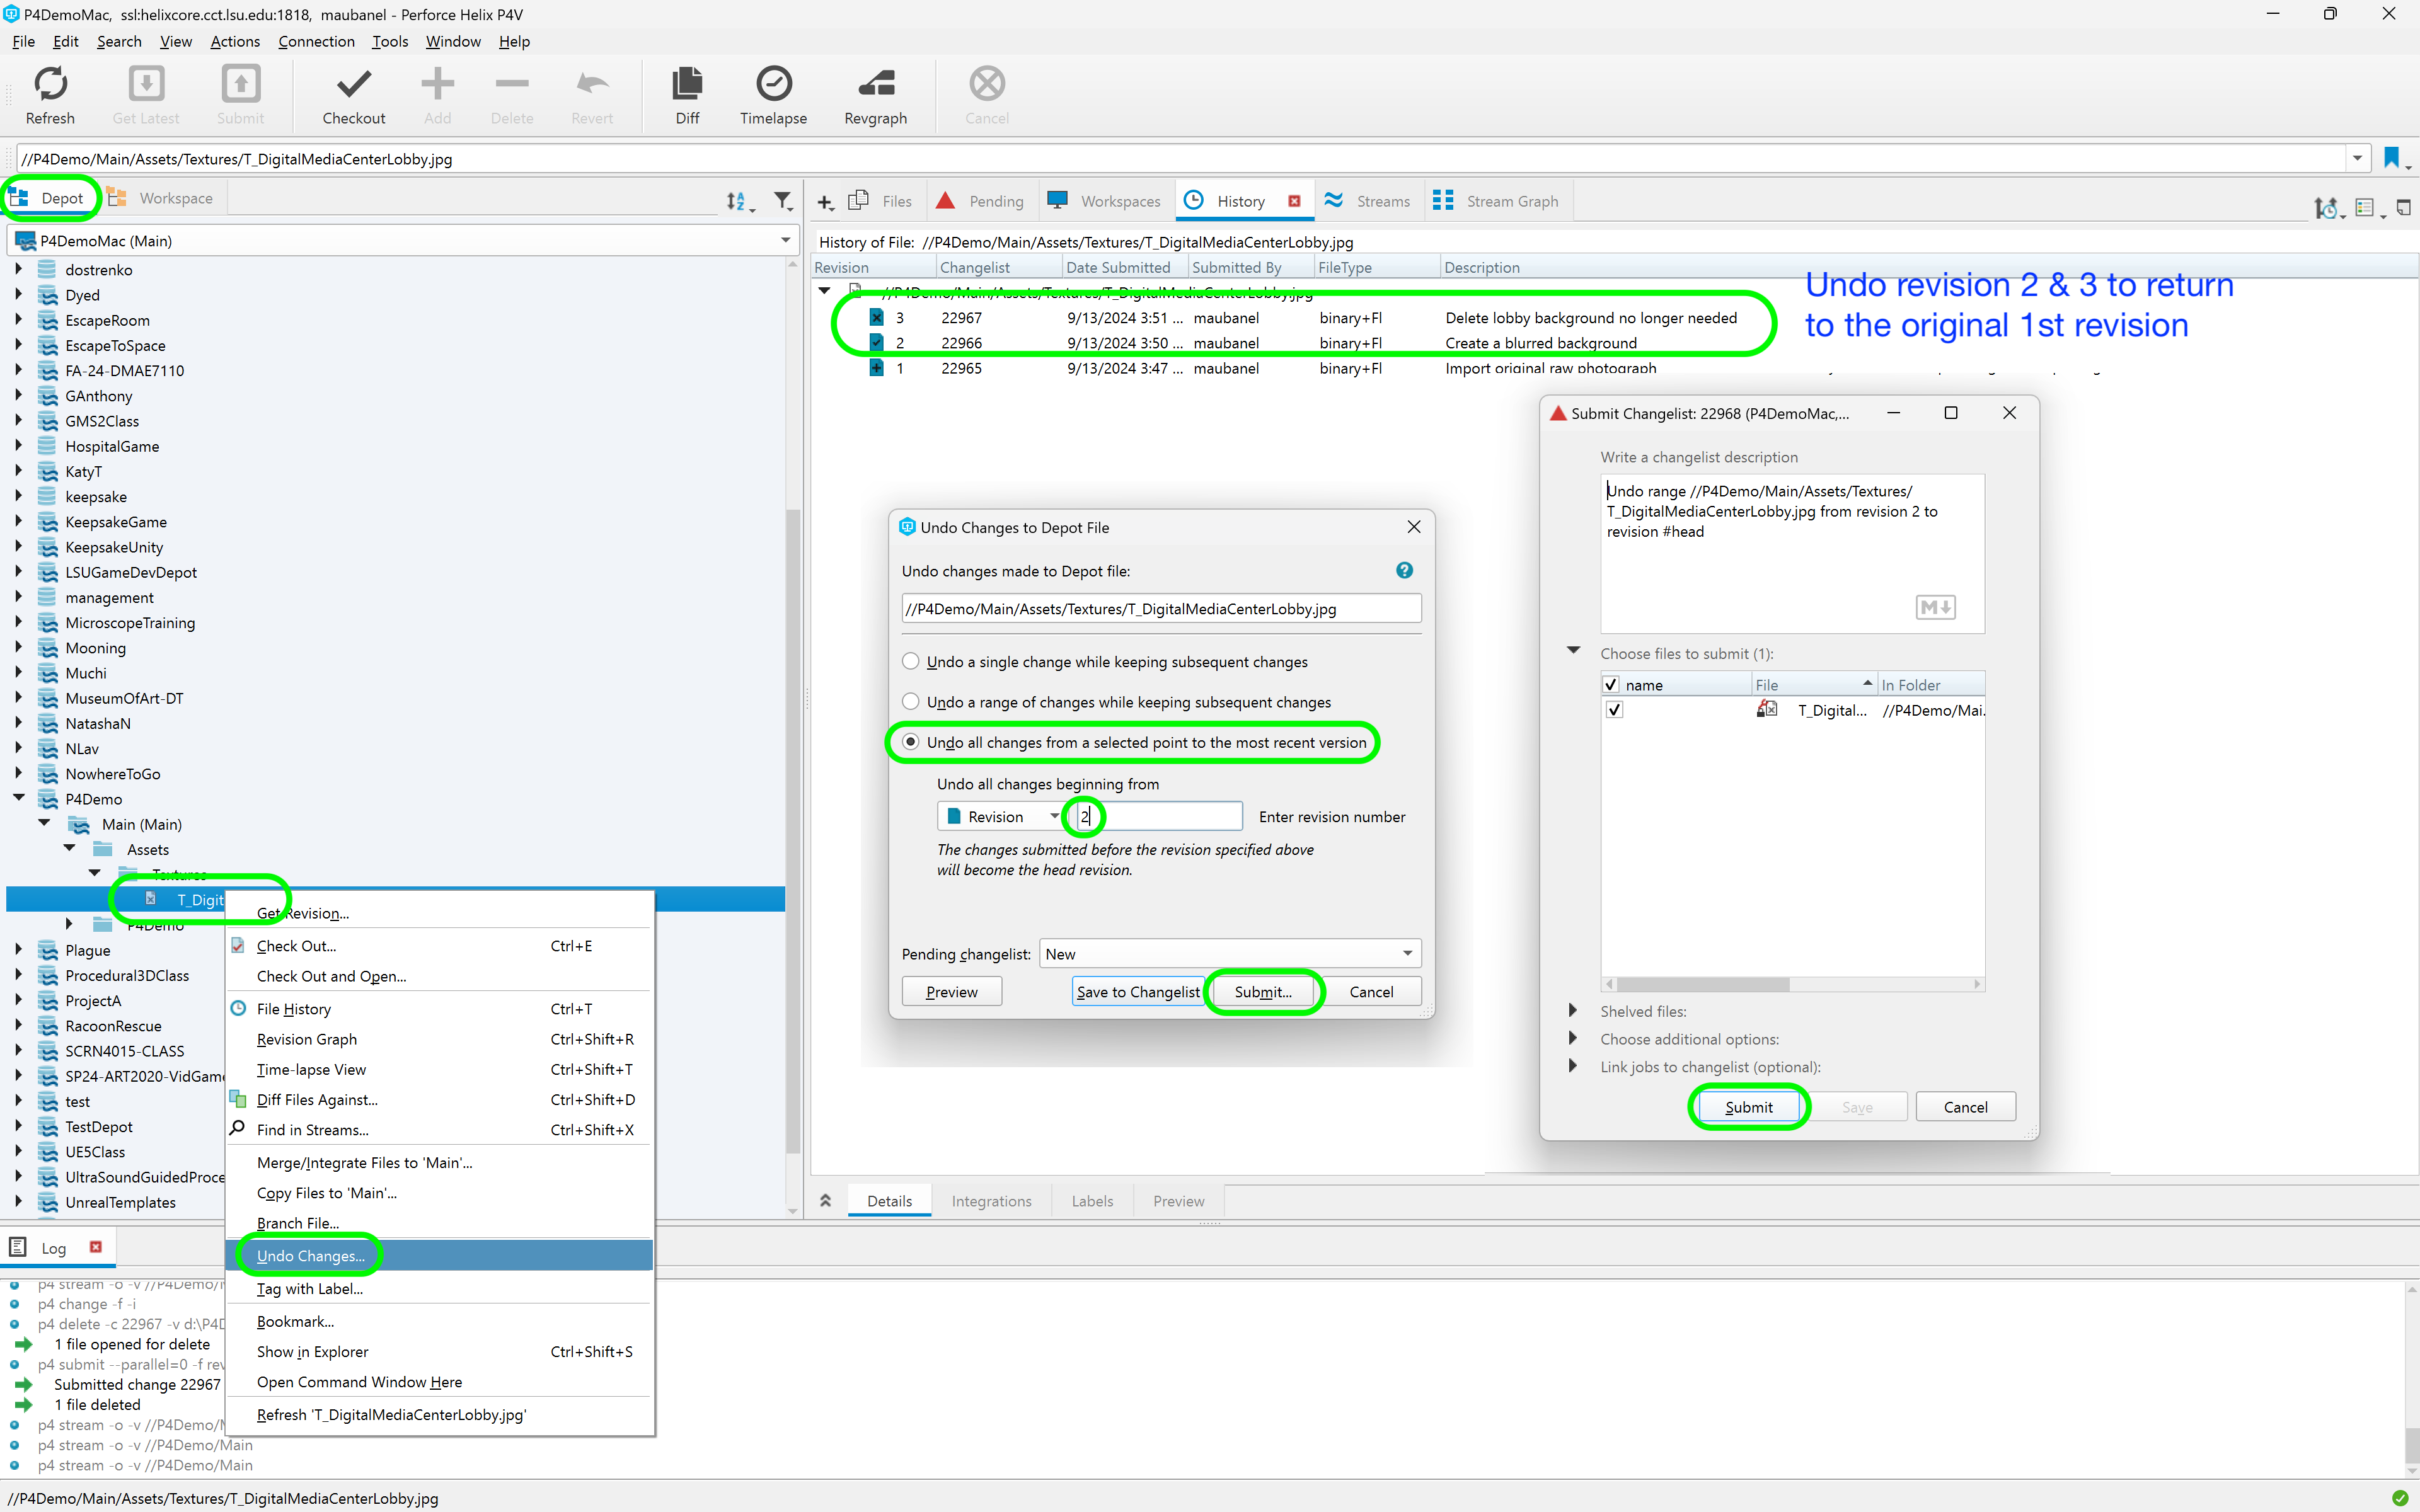 P4DemoMac, ssl:helixcore.cct.lsu.edu:1818, maubanel - Perforce Helix P4V
File Edit Search View Actions Connection Tools Window Help
Refresh Get Latest Submit Checkout Add Delete Revert Diff Timelapse Revgraph Cancel
//P4Demo/Main/Assets/Textures/T_DigitalMediaCenterLobby.jpg
Depot Workspace
P4DemoMac (Main)
dostrenko
Dyed
EscapeRoom
EscapeToSpace
FA-24-DMAE7110
GAnthony
GMS2Class
HospitalGame
KatyT
keepsake
KeepsakeGame
KeepsakeUnity
LSUGameDevDepot
management
MicroscopeTraining
Mooning
Muchi
MuseumOfArt-DT
NatashaN
NLav
NowhereToGo
P4Demo
Main (Main)
Assets
Textures
T_Digit
P4Demo
Plague
Procedural3DClass
ProjectA
RacoonRescue
SCRN4015-CLASS
SP24-ART2020-VidGame
test
TestDepot
UE5Class
UltraSoundGuidedProce
UnrealTemplates
Get Revision...
Check Out... Ctrl+E
Check Out and Open...
File History Ctrl+T
Revision Graph Ctrl+Shift+R
Time-lapse View Ctrl+Shift+T
Diff Files Against... Ctrl+Shift+D
Find in Streams... Ctrl+Shift+X
Merge/Integrate Files to 'Main'...
Copy Files to 'Main'...
Branch File...
Undo Changes...
Tag with Label...
Bookmark...
Show in Explorer Ctrl+Shift+S
Open Command Window Here
Refresh 'T_DigitalMediaCenterLobby.jpg'
Files Pending Workspaces History Streams Stream Graph
History of File: //P4Demo/Main/Assets/Textures/T_DigitalMediaCenterLobby.jpg
Revision Changelist Date Submitted Submitted By FileType Description
//P4Demo/Main/Assets/Textures/T_DigitalMediaCenterLobby.jpg
3 22967 9/13/2024 3:51 ... maubanel binary+Fl Delete lobby background no longer needed
2 22966 9/13/2024 3:50 ... maubanel binary+Fl Create a blurred background
1 22965 9/13/2024 3:47 ... maubanel binary+Fl Import original raw photograph
Undo revision 2 & 3 to return
to the original 1st revision
Undo Changes to Depot File
Undo changes made to Depot file:
//P4Demo/Main/Assets/Textures/T_DigitalMediaCenterLobby.jpg
Undo a single change while keeping subsequent changes
Undo a range of changes while keeping subsequent changes
Undo all changes from a selected point to the most recent version
Undo all changes beginning from
Revision 2 Enter revision number
The changes submitted before the revision specified above
will become the head revision.
Pending changelist: New
Preview Save to Changelist Submit... Cancel
Submit Changelist: 22968 (P4DemoMac,...
Write a changelist description
Undo range //P4Demo/Main/Assets/Textures/
T_DigitalMediaCenterLobby.jpg from revision 2 to
revision #head
M
Choose files to submit (1):
name File In Folder
T_Digital... //P4Demo/Mai.
Shelved files:
Choose additional options:
Link jobs to changelist (optional):
Submit Save Cancel
Details Integrations Labels Preview
Log
p4 stream -o -v //P4Demo/
p4 change -f -i
p4 delete -c 22967 -v d:\P4D
1 file opened for delete
p4 submit --parallel=0 -f rev
Submitted change 22967
1 file deleted
p4 stream -o -v //P4Demo/
p4 stream -o -v //P4Demo/Main
p4 stream -o -v //P4Demo/Main
//P4Demo/Main/Assets/Textures/T_DigitalMediaCenterLobby.jpg